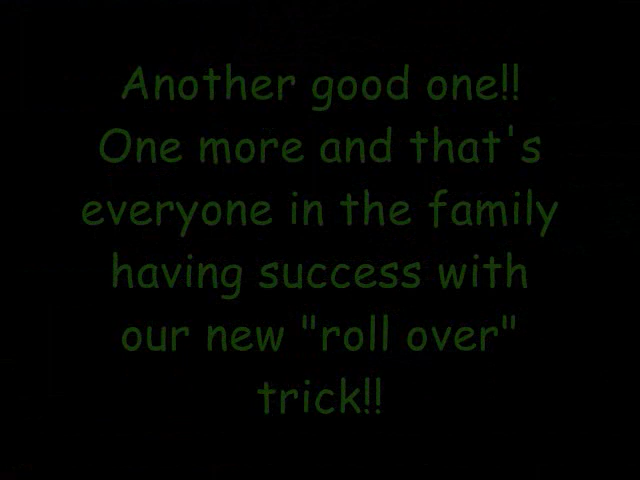 Another good one!!
One more and that's
everyone in the family
having success with
our new "roll over"
trick!!